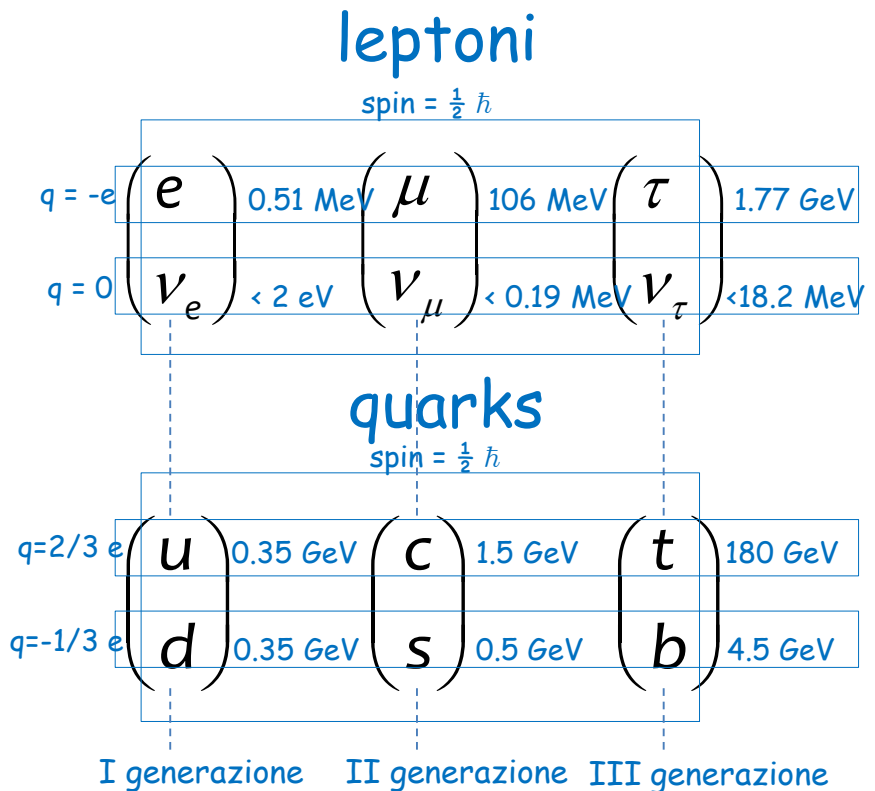 leptoni
spin = ½ ħ
q = -e e 0.51 MeV μ 106 MeV τ 1.77 GeV
q = 0 νe < 2 eV νμ < 0.19 MeV ντ <18.2 MeV
quarks
spin = ½ ħ
q=2/3 e u 0.35 GeV c 1.5 GeV t 180 GeV
q=-1/3 e d 0.35 GeV s 0.5 GeV b 4.5 GeV
I generazione II generazione III generazione